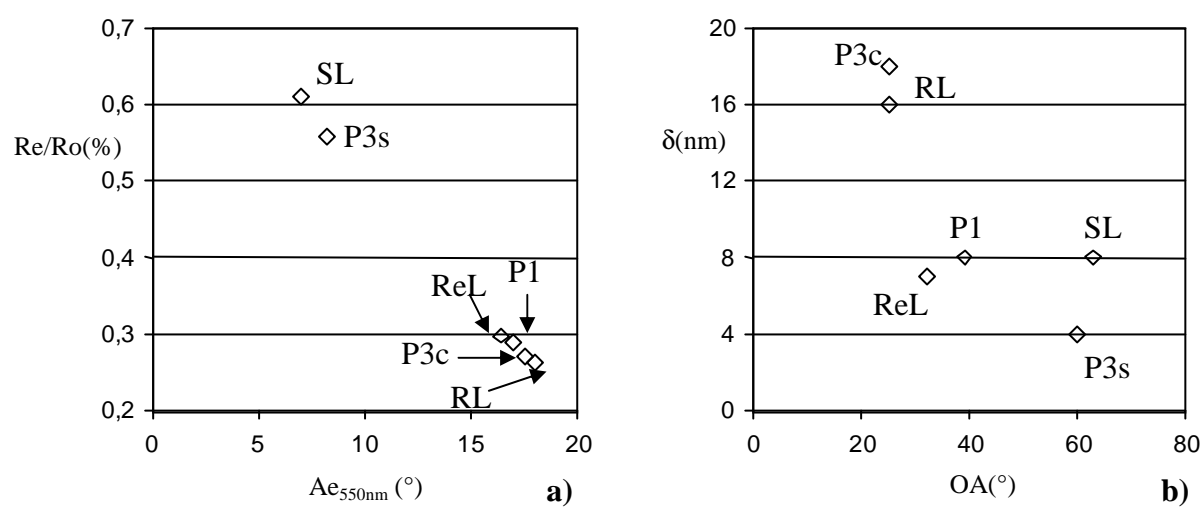 0,7
SL
0,6
Re/Ro(%)
P3s
0,5
0,4
P1
ReL
0,3
P3c
RL
0,2
0 5 10 15 20
Ae550nm (°)
a)
20
P3c
RL
16
δ(nm)
12
P1
SL
8
ReL
4
P3s
0
0 20 40 60 80
OA(°)
b)